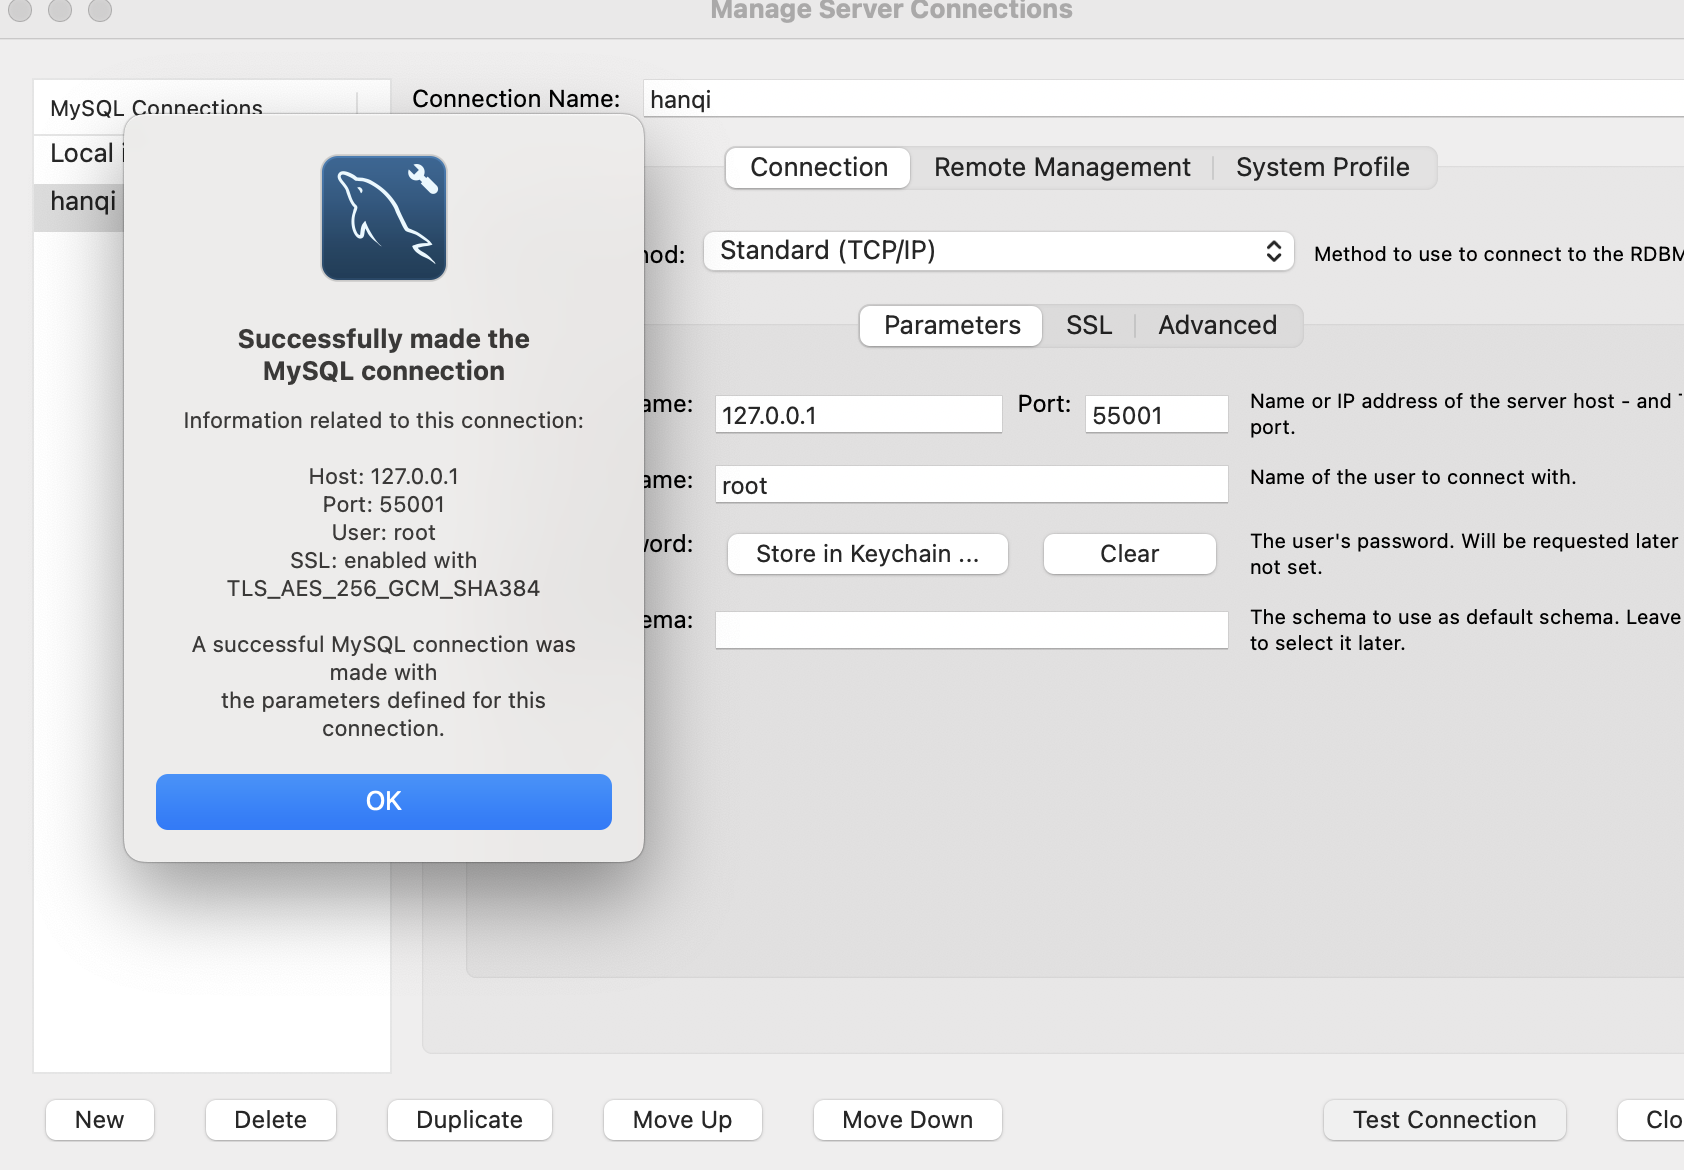 Manage Server Connections
MySQL Connections
Local
hanqi
Connection Name: hanqi
Connection Remote Management System Profile
Standard (TCP/IP) Method to use to connect to the RDBM
Parameters SSL Advanced
127.0.0.1 Port: 55001 Name or IP address of the server host - and
port.
root Name of the user to connect with.
Store in Keychain ... Clear The user's password. Will be requested later
not set.
The schema to use as default schema. Leave
to select it later.
Successfully made the
MySQL connection
Information related to this connection:
Host: 127.0.0.1
Port: 55001
User: root
SSL: enabled with
TLS_AES_256_GCM_SHA384
A successful MySQL connection was
made with
the parameters defined for this
connection.
OK
New Delete Duplicate Move Up Move Down Test Connection Clo